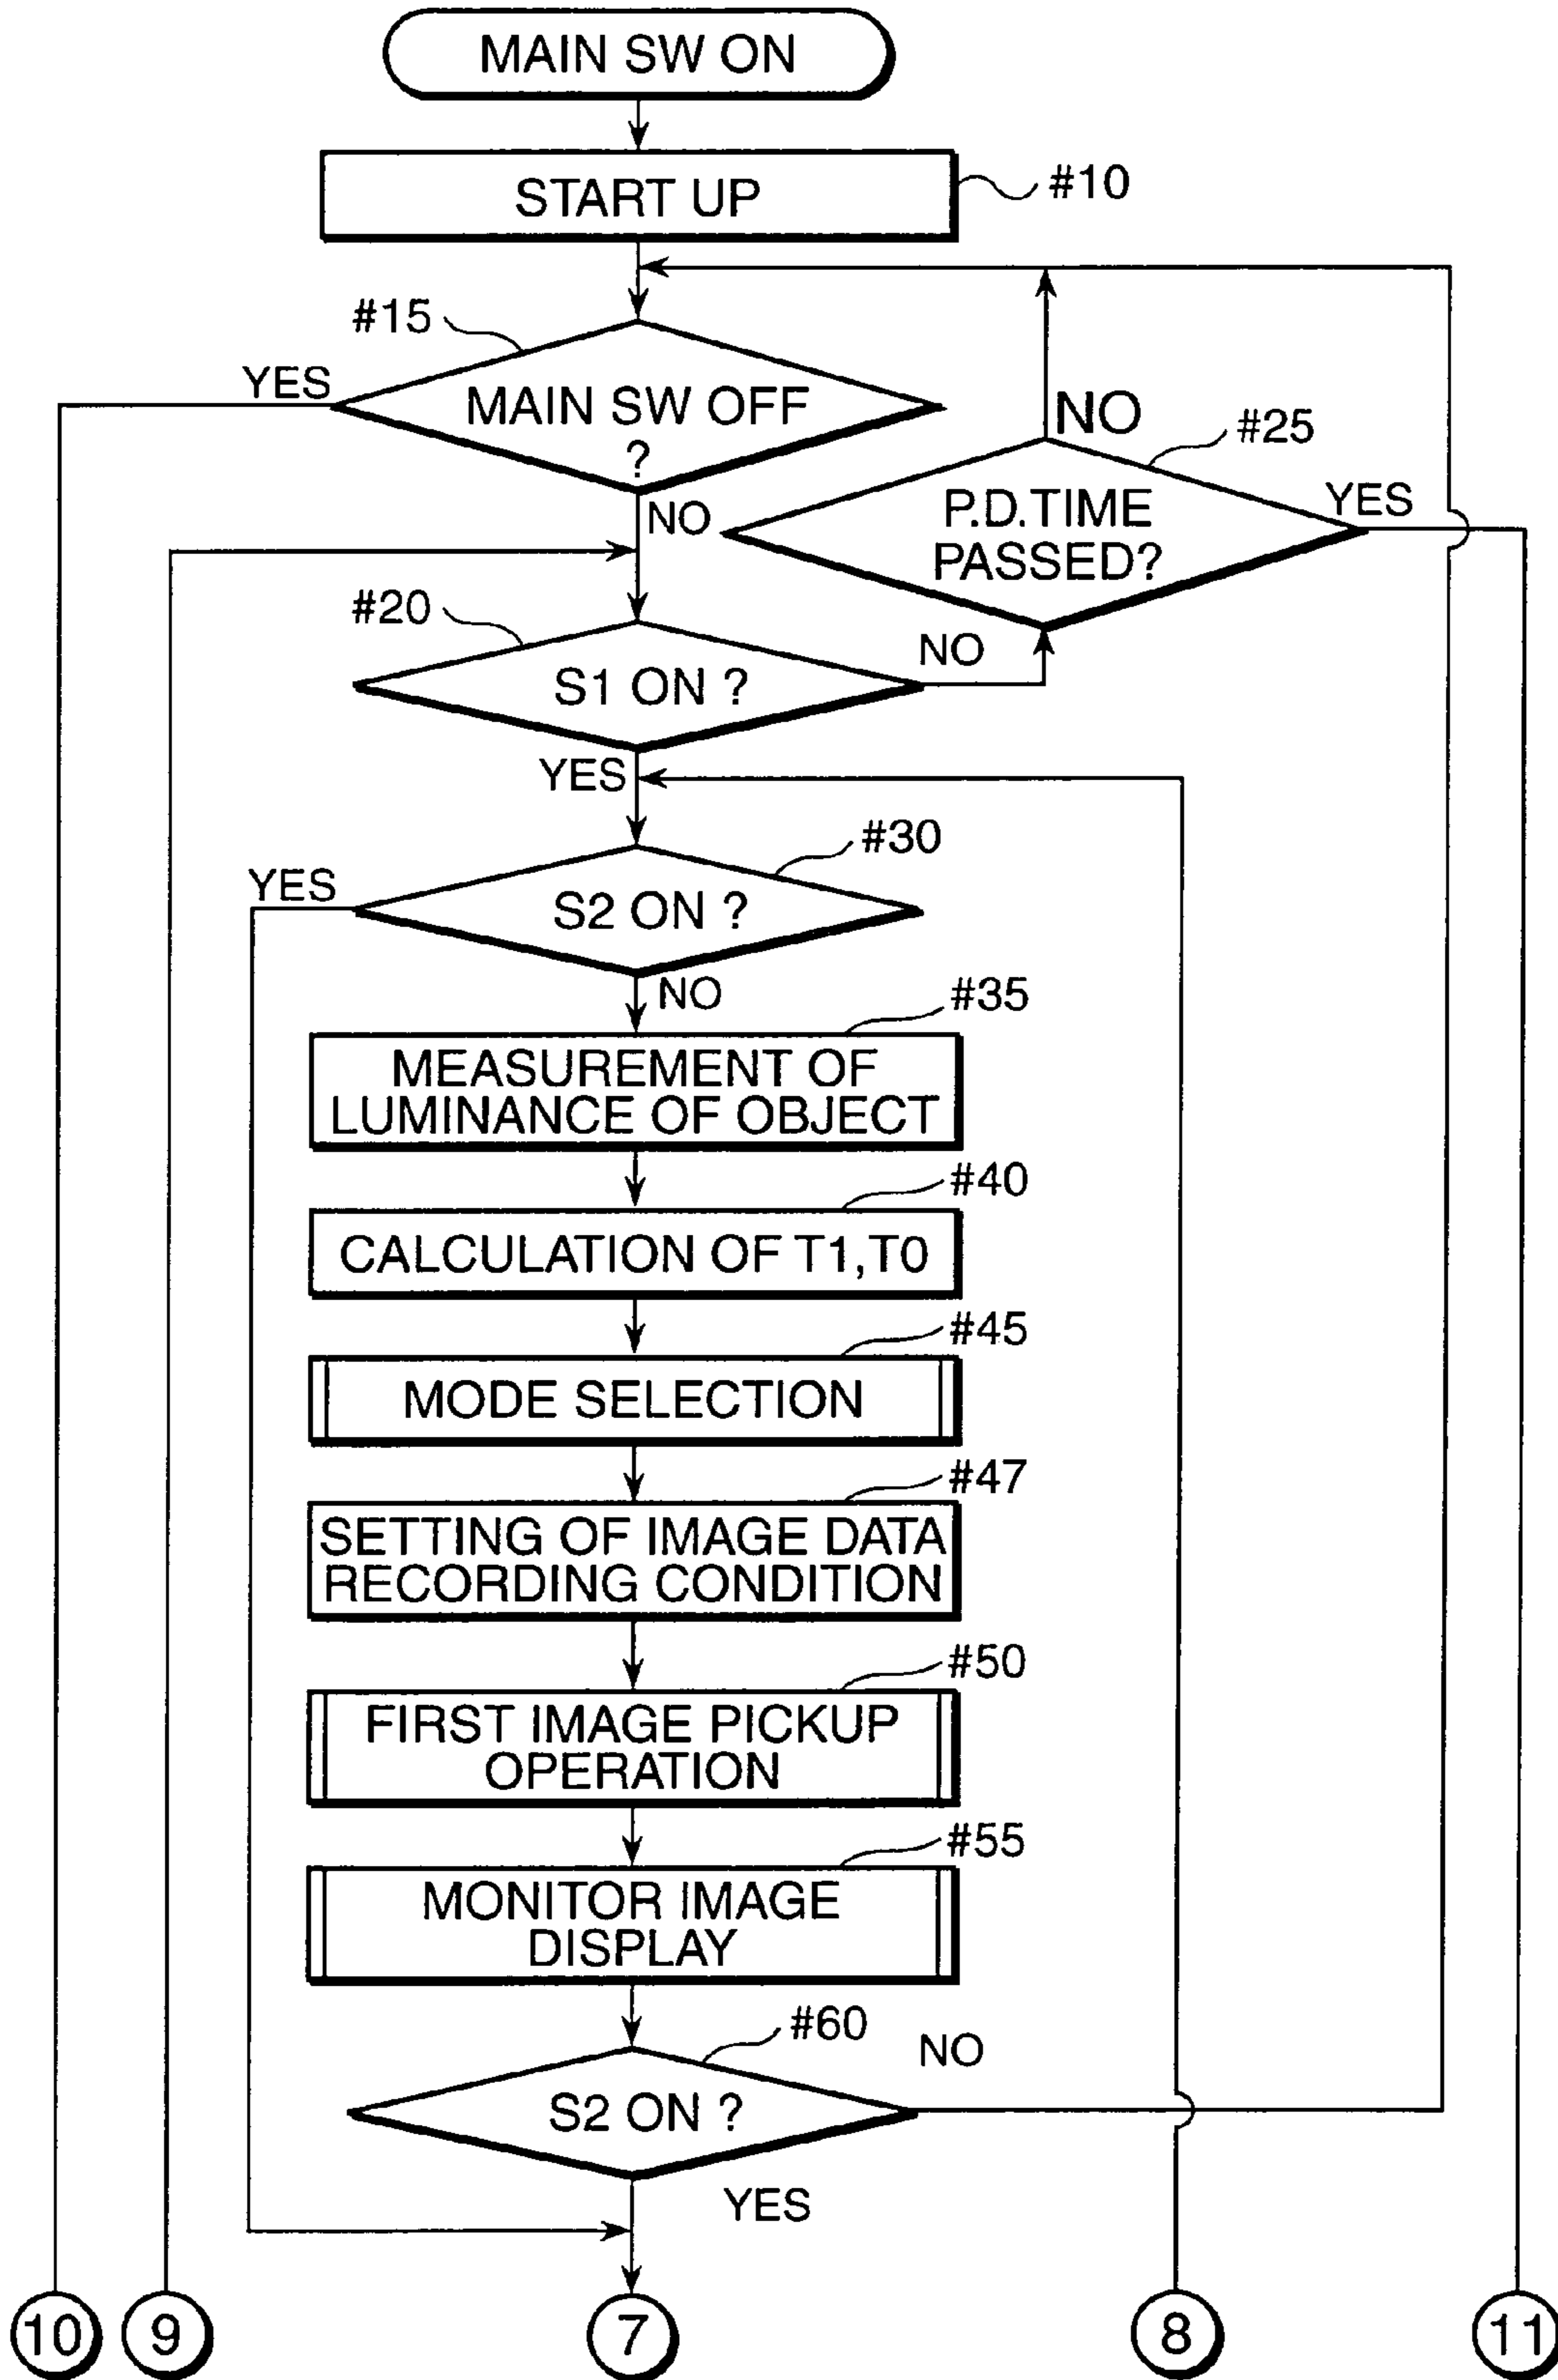 MAIN SW ON
START UP
#10
#15
YES
MAIN SW OFF
?
NO
NO
#25
P.D.TIME
PASSED?
YES
#20
S1 ON ?
NO
YES
#30
YES
S2 ON ?
NO
#35
MEASUREMENT OF
LUMINANCE OF OBJECT
#40
CALCULATION OF T1,T0
#45
MODE SELECTION
#47
SETTING OF IMAGE DATA
RECORDING CONDITION
#50
FIRST IMAGE PICKUP
OPERATION
#55
MONITOR IMAGE
DISPLAY
#60
NO
S2 ON ?
YES
10
9
7
8
11